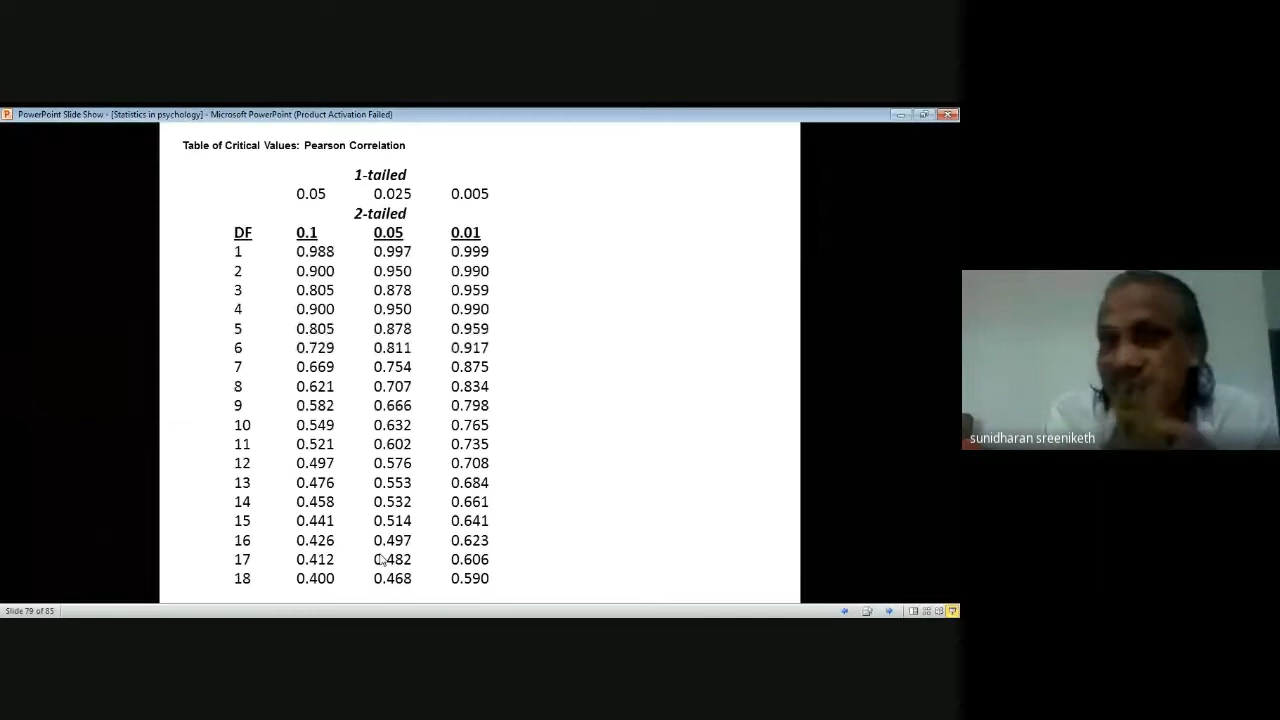 PowerPoint Slide Show - [Statistics in psychology] - Microsoft PowerPoint (Product Activation Failed)
Table of Critical Values: Pearson Correlation
1-tailed
0.05 0.025 0.005
2-tailed
DF 0.1 0.05 0.01
1 0.988 0.997 0.999
2 0.900 0.950 0.990
3 0.805 0.878 0.959
4 0.900 0.950 0.990
5 0.805 0.878 0.959
6 0.729 0.811 0.917
7 0.669 0.754 0.875
8 0.621 0.707 0.834
9 0.582 0.666 0.798
10 0.549 0.632 0.765
11 0.521 0.602 0.735
12 0.497 0.576 0.708
13 0.476 0.553 0.684
14 0.458 0.532 0.661
15 0.441 0.514 0.641
16 0.426 0.497 0.623
17 0.412 0.482 0.606
18 0.400 0.468 0.590
sunidharan sreeniketh
Slide 79 of 85